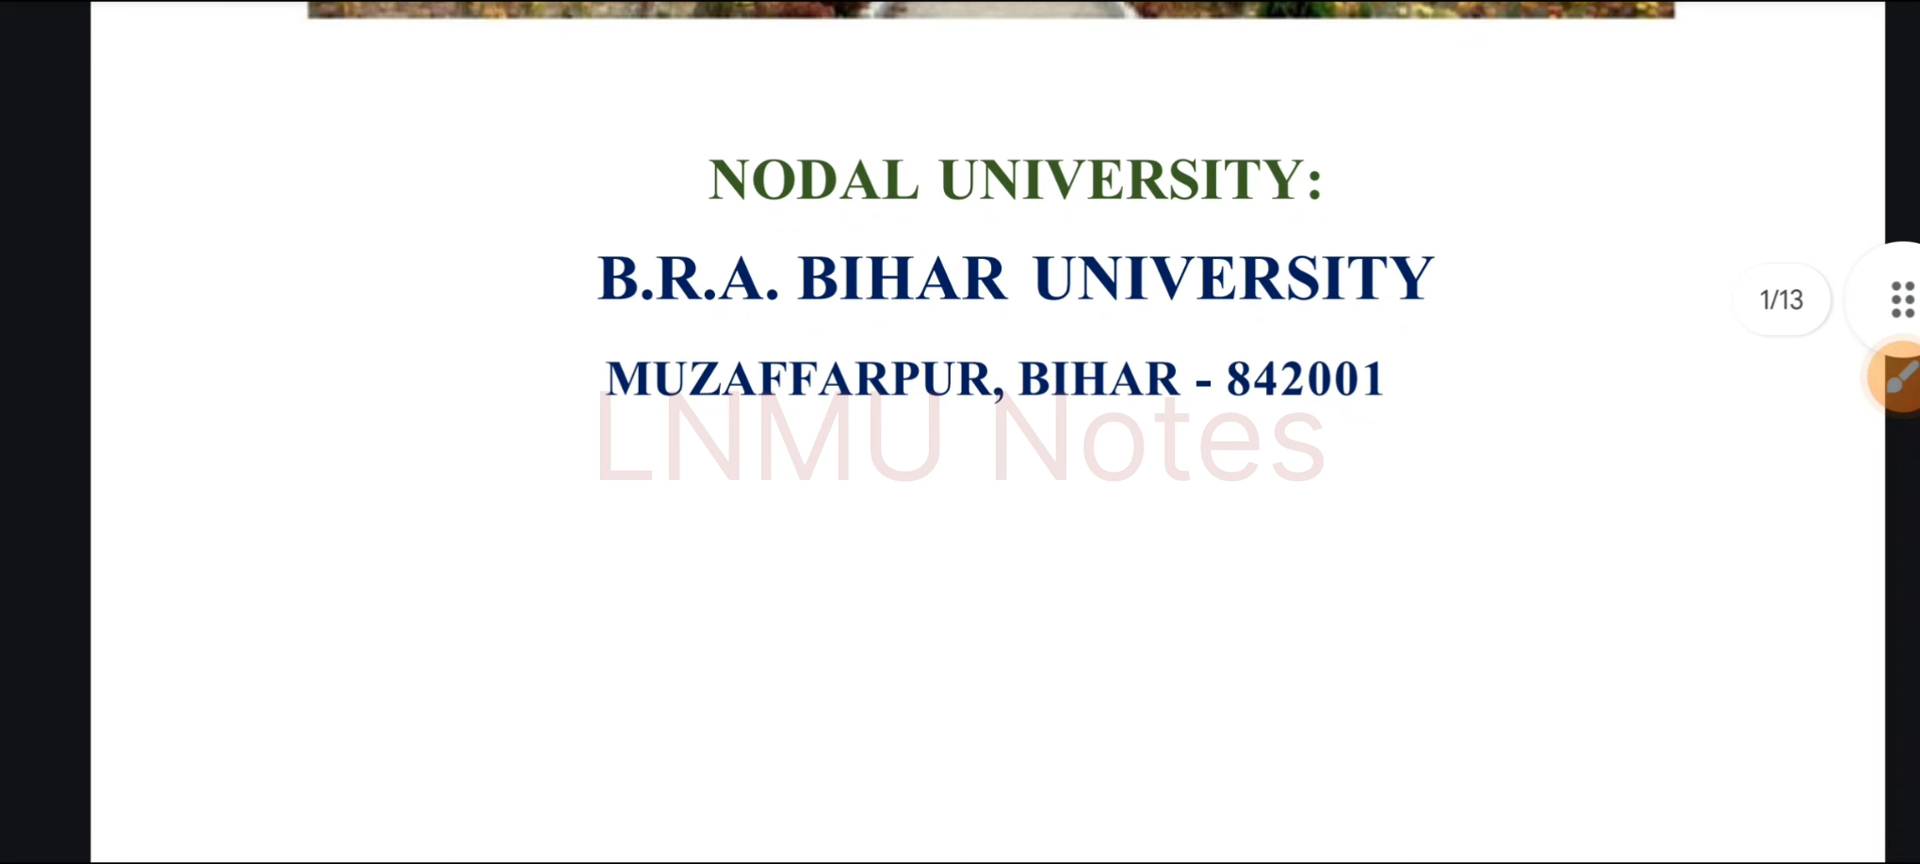 NODAL UNIVERSITY:
B.R.A. BIHAR UNIVERSITY
1/13
MUZAFFARPUR, BIHAR - 842001
LNMU Notes